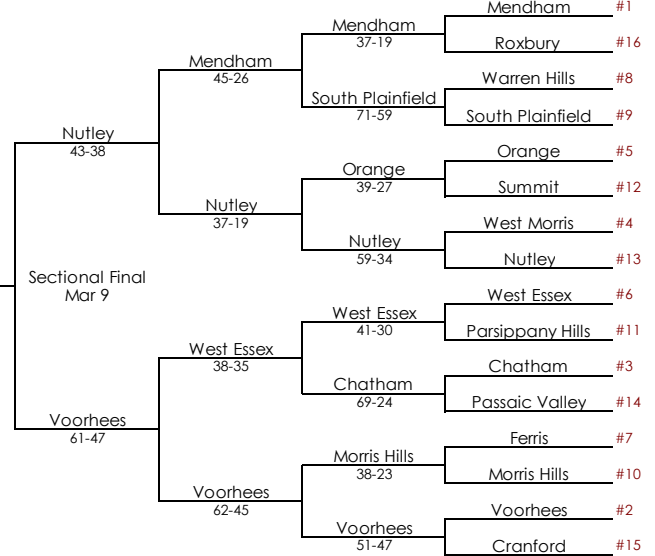 Mendham #1
Mendham
37-19
Roxbury #16
Mendham
45-26
Warren Hills #8
South Plainfield
71-59
South Plainfield #9
Nutley
43-38
Orange #5
Orange
39-27
Summit #12
Nutley
37-19
West Morris #4
Nutley
59-34
Nutley #13
Sectional Final
Mar 9
West Essex #6
West Essex
41-30
Parsippany Hills #11
West Essex
38-35
Chatham #3
Chatham
69-24
Passaic Valley #14
Voorhees
61-47
Ferris #7
Morris Hills
38-23
Morris Hills #10
Voorhees
62-45
Voorhees #2
Voorhees
51-47
Cranford #15